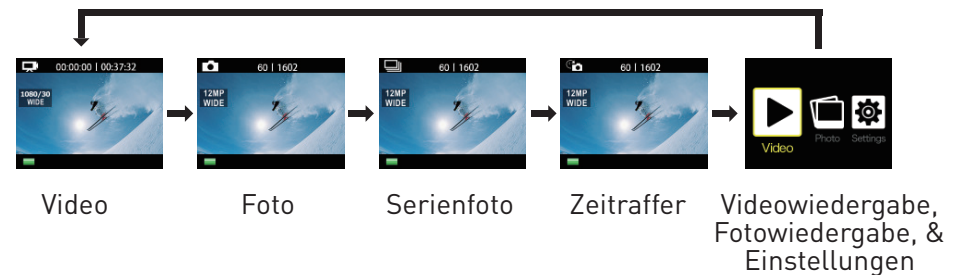 00:00:00 | 00:37:32
1080/30
WIDE
60 | 1602
12MP
WIDE
60 | 1602
12MP
WIDE
60 | 1602
12MP
WIDE
Video
Photo
Settings
Video
Foto
Serienfoto
Zeitraffer
Videowiedergabe,
Fotowiedergabe, &
Einstellungen